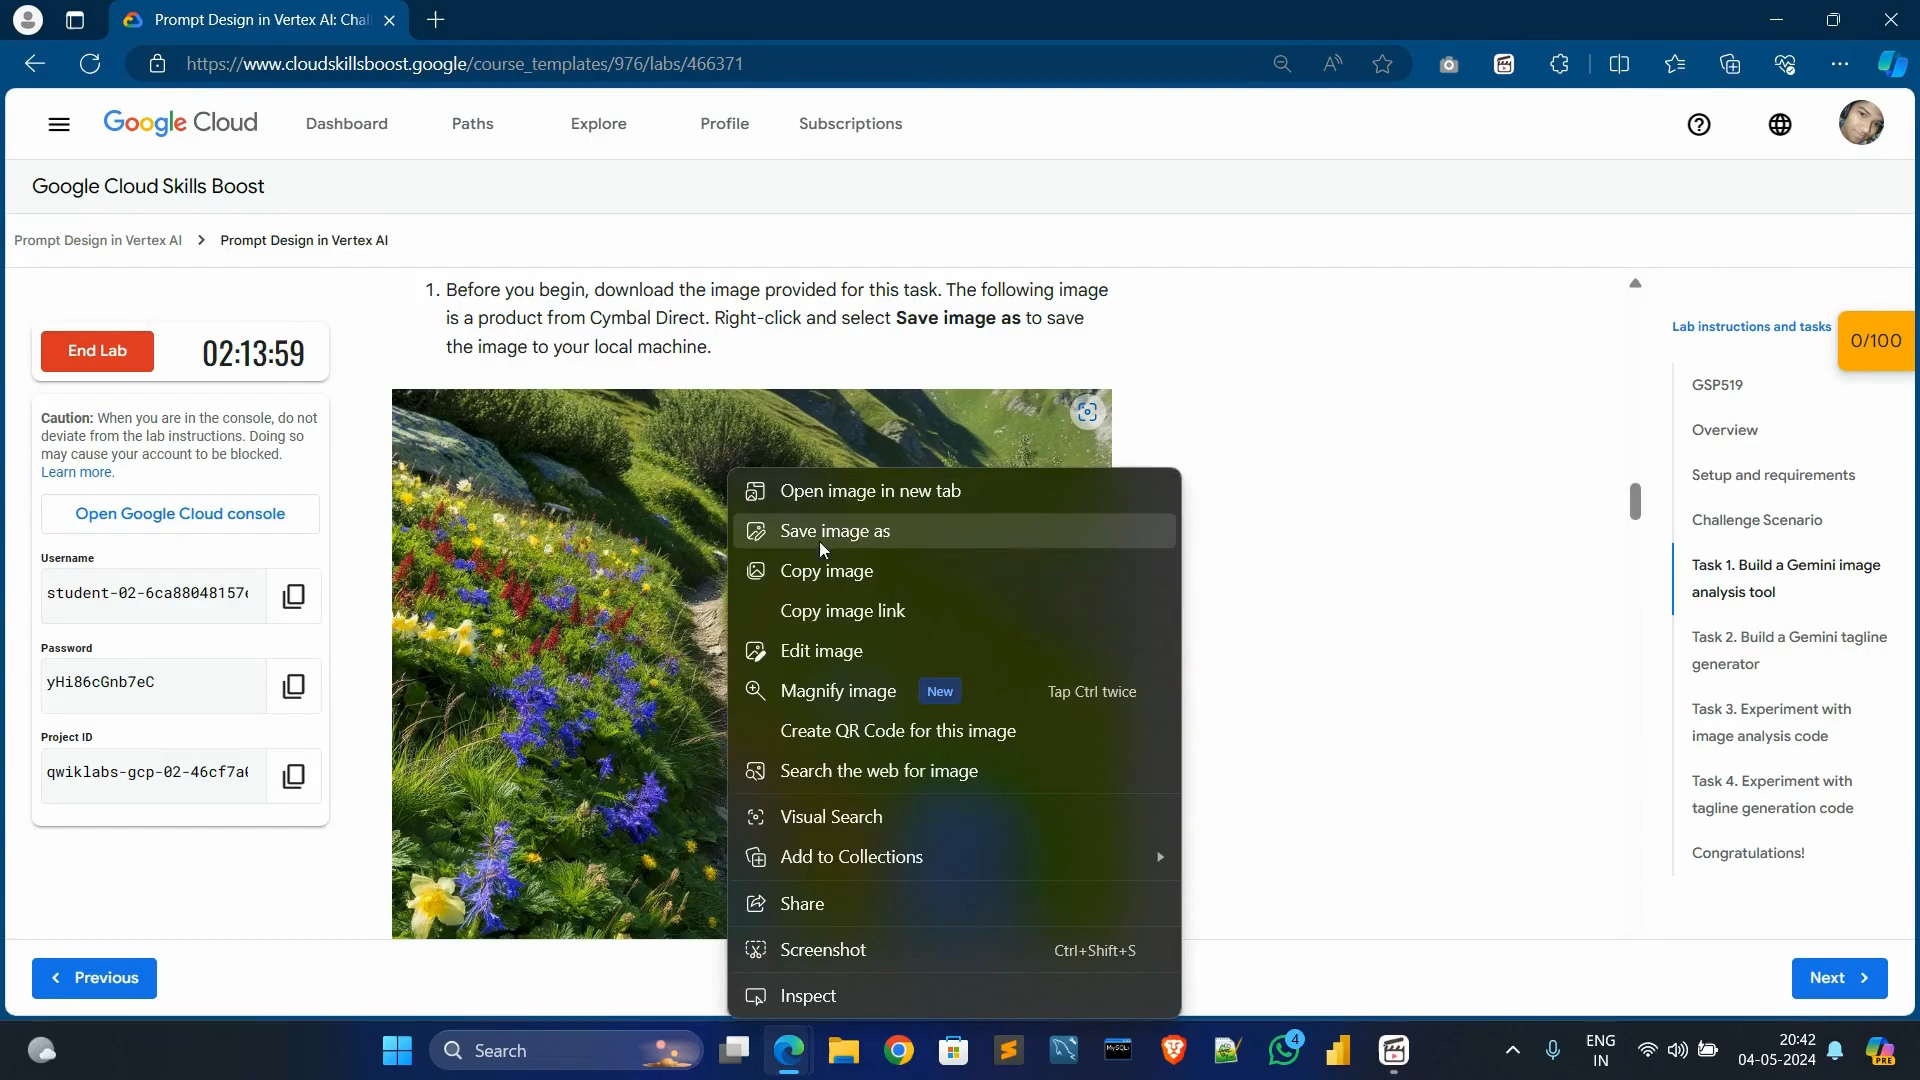 Prompt Design in Vertex AI: Chal
https://www.cloudskillsboost.google/course_templates/976/labs/466371
Google Cloud
Dashboard
Paths
Explore
Profile
Subscriptions
Google Cloud Skills Boost
Prompt Design in Vertex AI
Prompt Design in Vertex AI
End Lab
02:13:59
Caution: When you are in the console, do not
deviate from the lab instructions. Doing so
may cause your account to be blocked.
Learn more.
Open Google Cloud console
Username
student-02-6ca88048157
Password
yHi86cGnb7eC
Project ID
qwiklabs-gcp-02-46cf7a
1. Before you begin, download the image provided for this task. The following image
is a product from Cymbal Direct. Right-click and select Save image as to save
the image to your local machine.
Open image in new tab
Save image as
Copy image
Copy image link
Edit image
Magnify image New Tap Ctrl twice
Create QR Code for this image
Search the web for image
Visual Search
Add to Collections
Share
Screenshot Ctrl+Shift+S
Inspect
Lab instructions and tasks
0/100
GSP519
Overview
Setup and requirements
Challenge Scenario
Task 1. Build a Gemini image
analysis tool
Task 2. Build a Gemini tagline
generator
Task 3. Experiment with
image analysis code
Task 4. Experiment with
tagline generation code
Congratulations!
Previous
Next
Search
MySQL
4
ENG
IN
20:42
04-05-2024
PRE